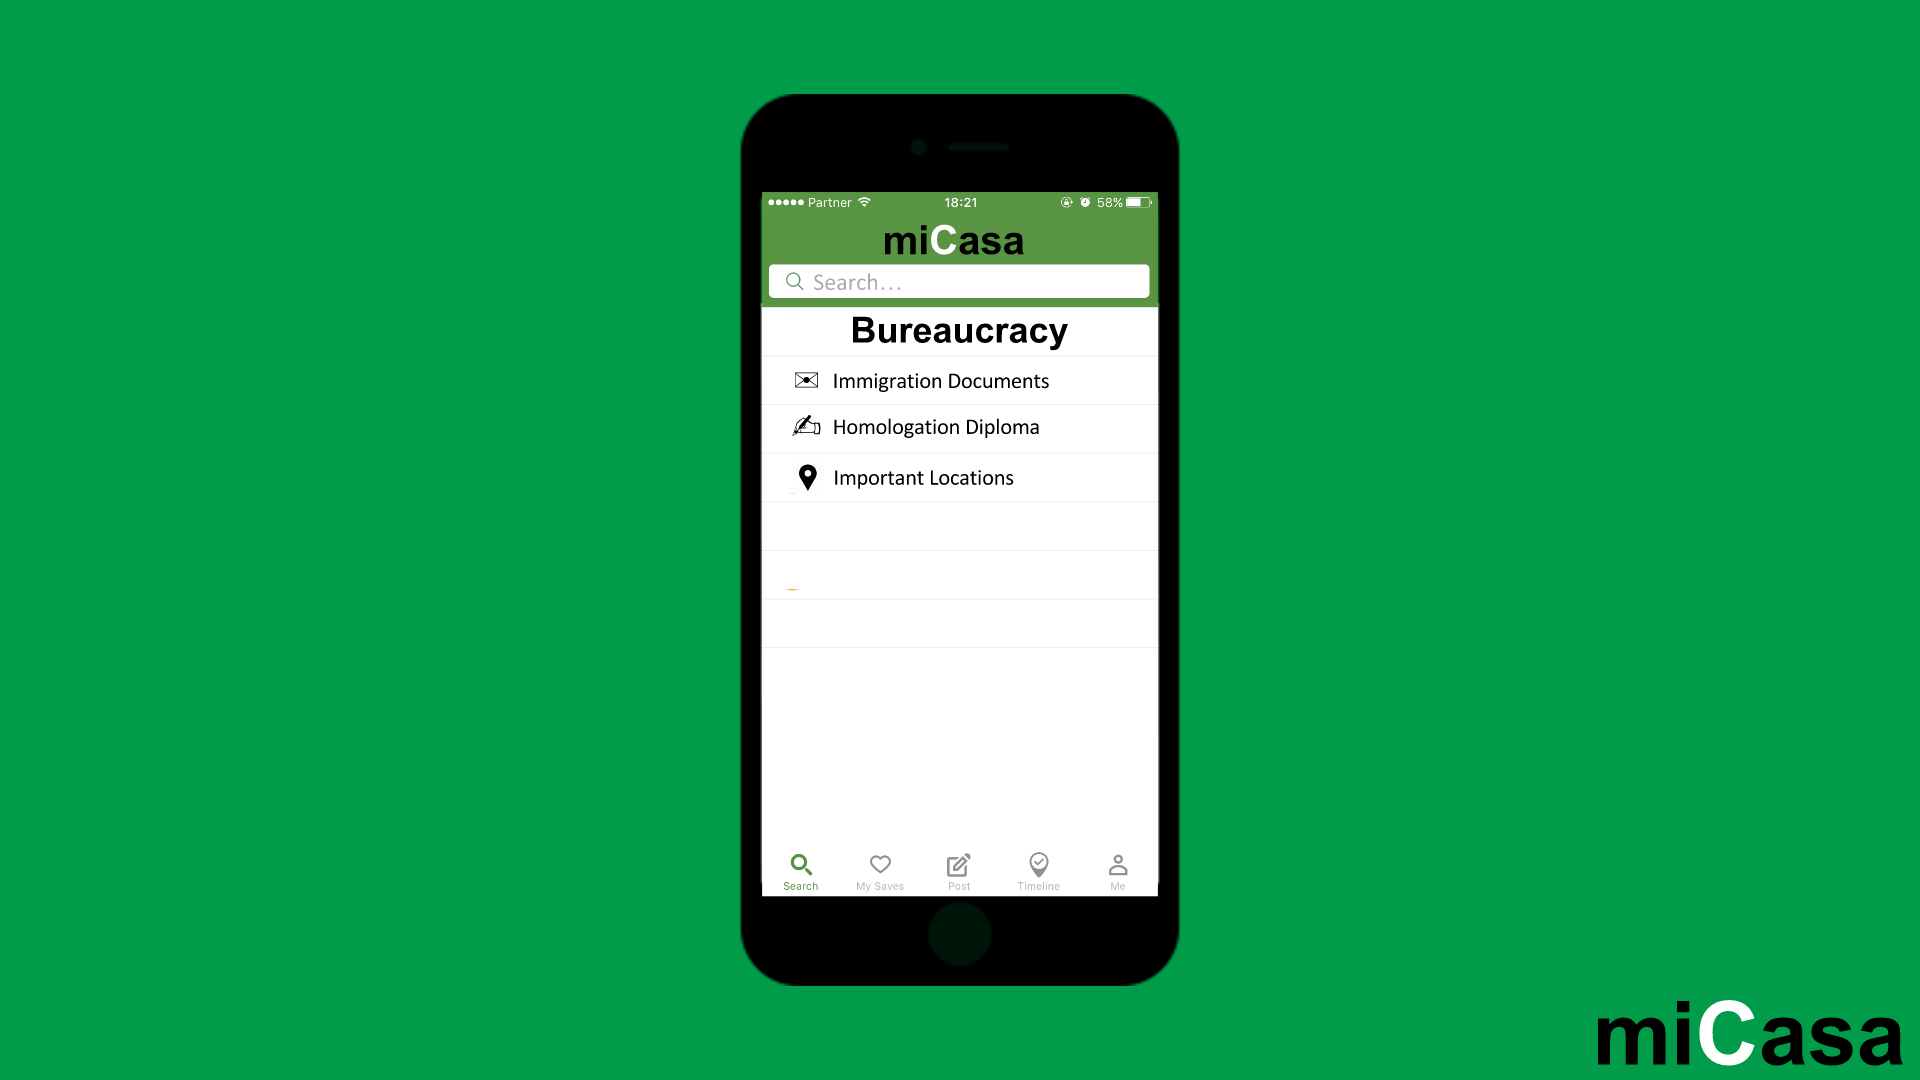 Partner 18:21 58%
miCasa
Search...
Bureaucracy
Immigration Documents
Homologation Diploma
Important Locations
Search My Saves Post Timeline Me
miCasa